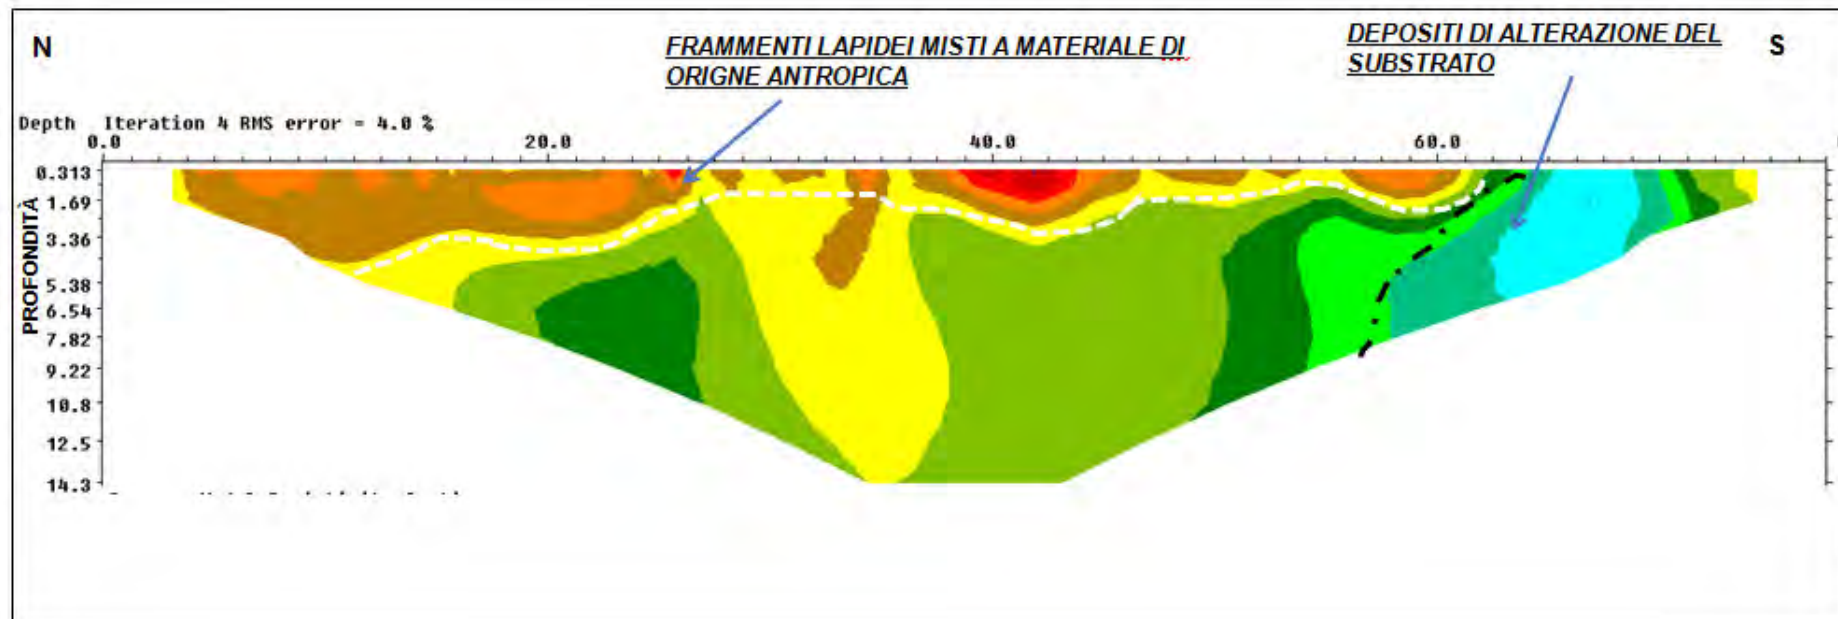 N
FRAMMENTI LAPIDEI MISTI A MATERIALE DI
ORIGNE ANTROPICA
DEPOSITI DI ALTERAZIONE DEL
SUBSTRATO
S
Depth Iteration 4 RMS error = 4.0 %
0.0 20.0 40.0 60.0
PROFONDITÀ
0.313
1.69
3.36
5.38
6.54
7.82
9.22
10.8
12.5
14.3